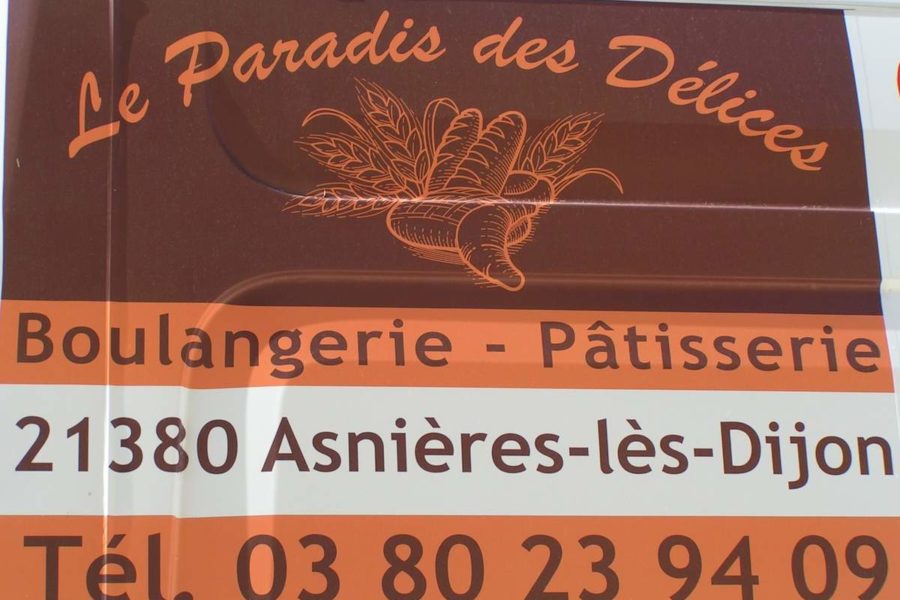 Le Paradis des Délices
Boulangerie - Pâtisserie
21380 Asnières-lès-Dijon
Tél. 03 80 23 94 09